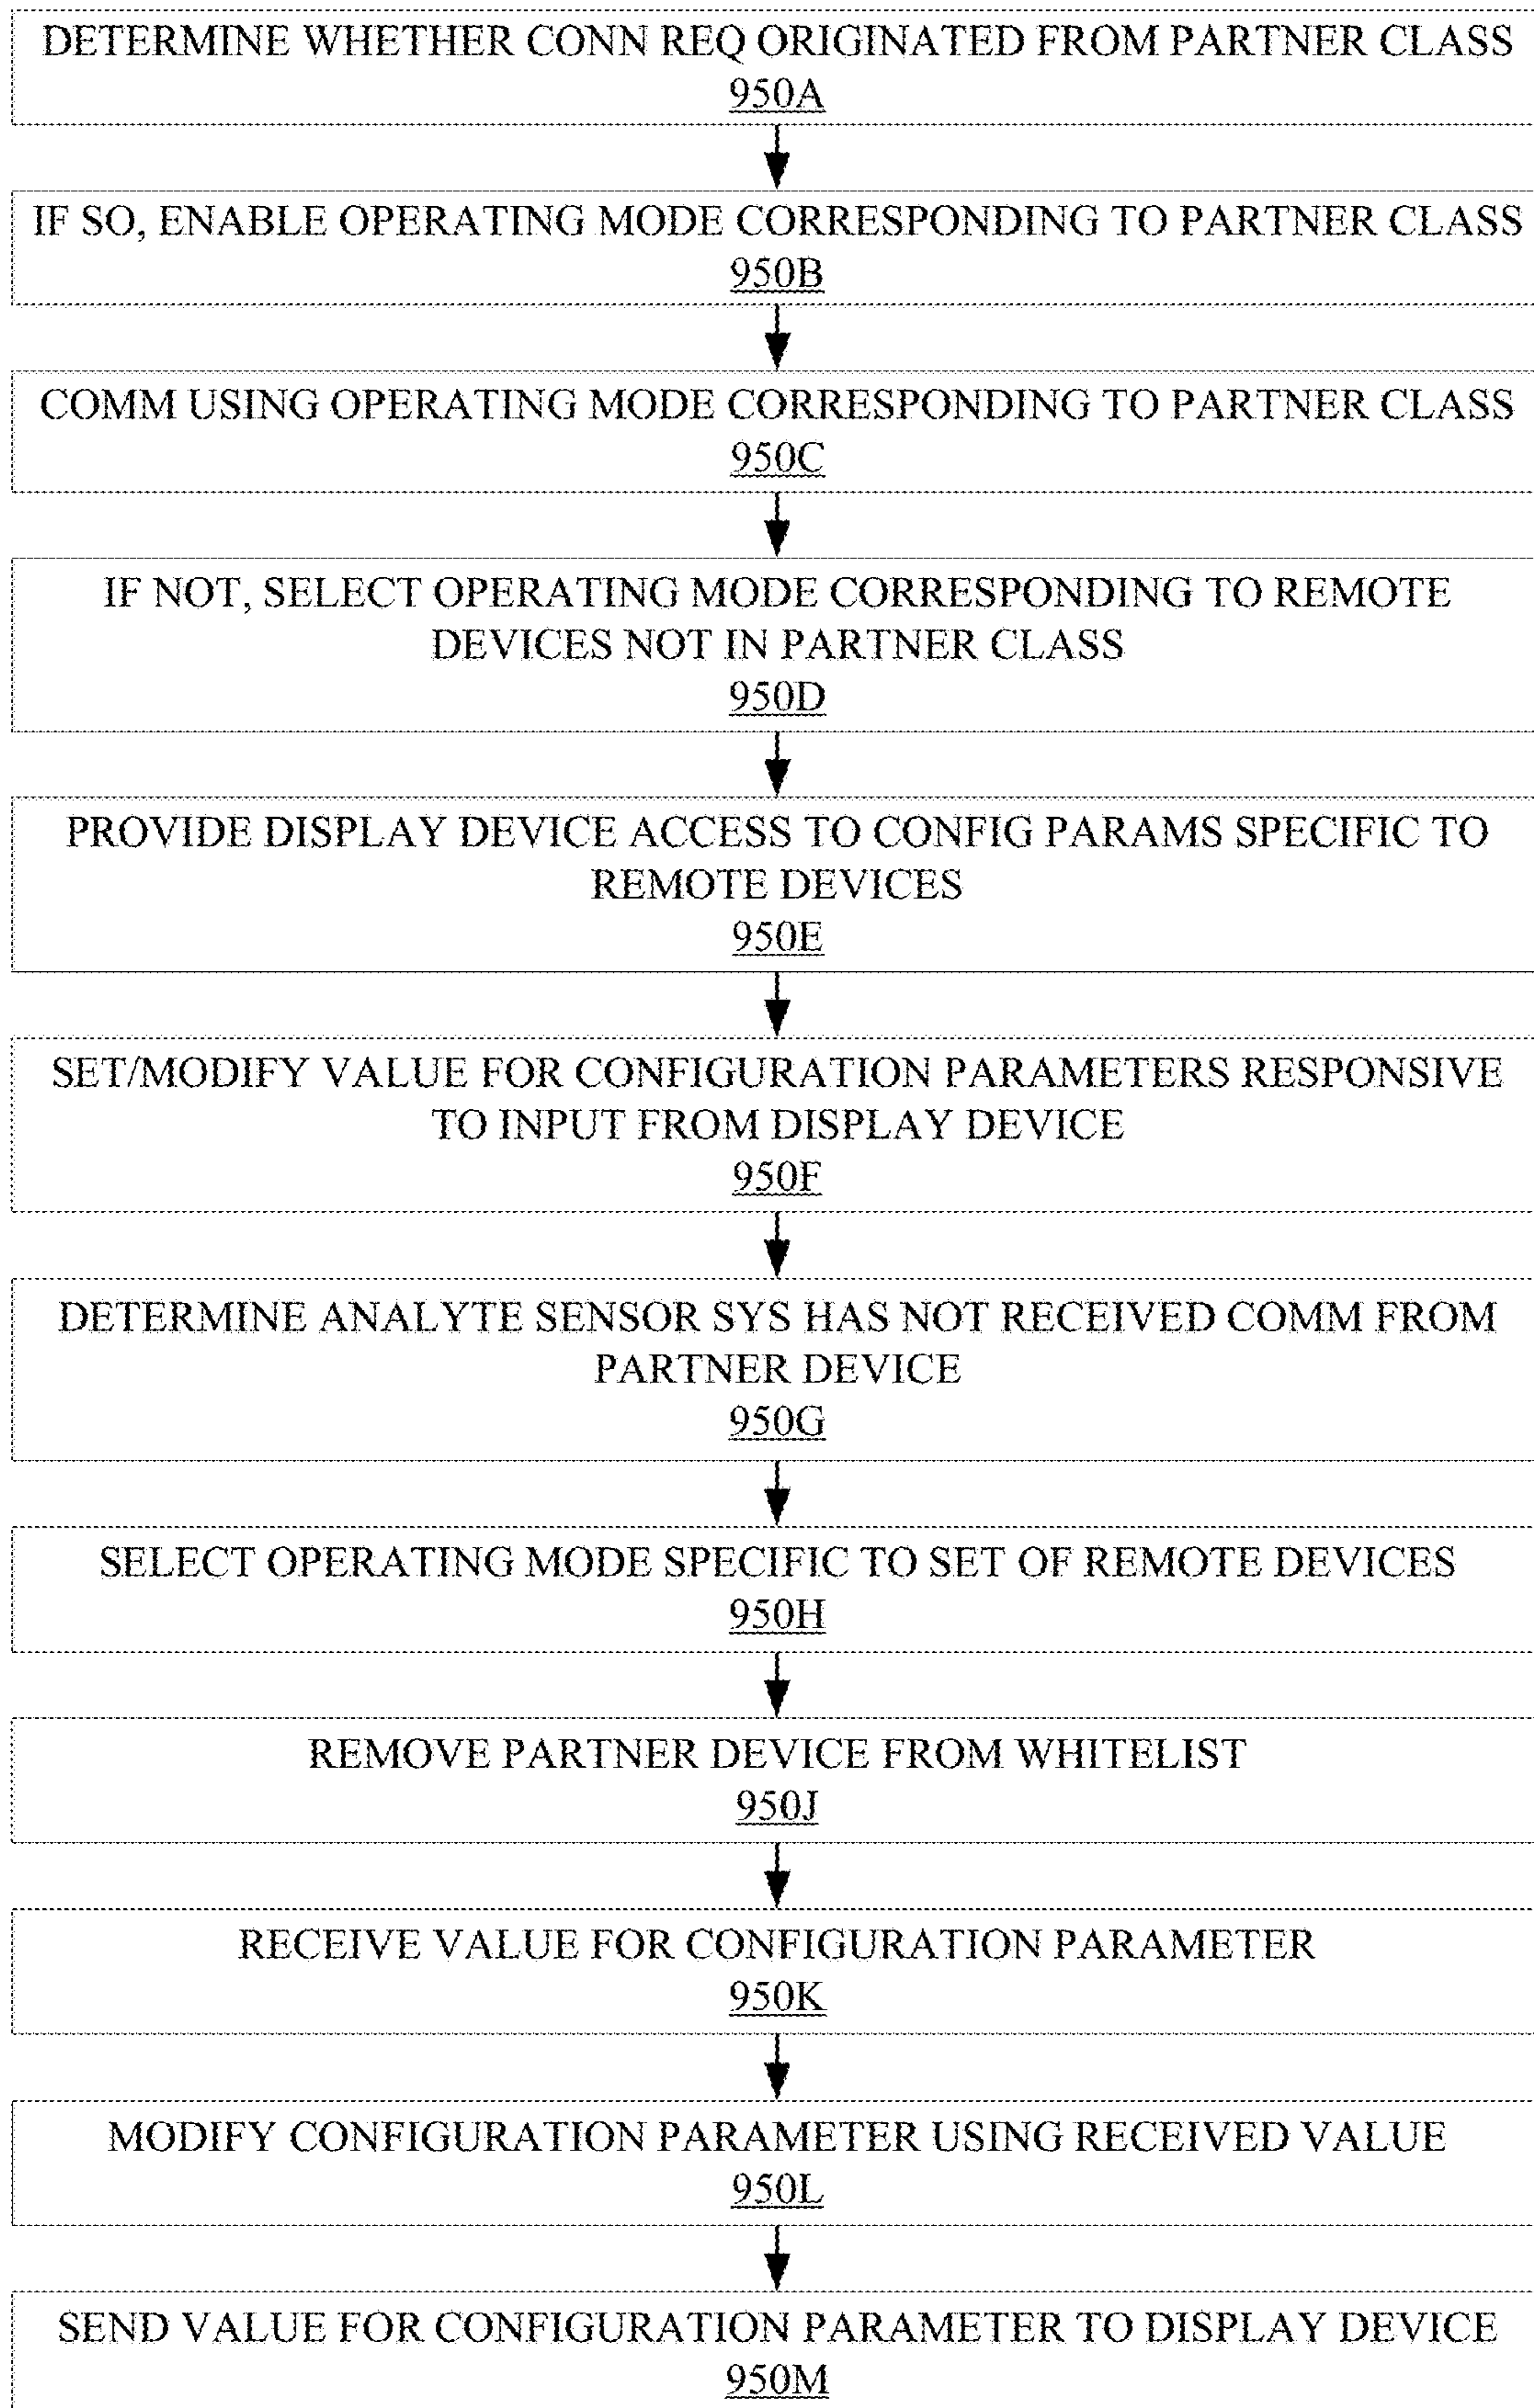 DETERMINE WHETHER CONN REQ ORIGINATED FROM PARTNER CLASS
950A
IF SO, ENABLE OPERATING MODE CORRESPONDING TO PARTNER CLASS
950B
COMM USING OPERATING MODE CORRESPONDING TO PARTNER CLASS
950C
IF NOT, SELECT OPERATING MODE CORRESPONDING TO REMOTE
DEVICES NOT IN PARTNER CLASS
950D
PROVIDE DISPLAY DEVICE ACCESS TO CONFIG PARAMS SPECIFIC TO
REMOTE DEVICES
950E
SET/MODIFY VALUE FOR CONFIGURATION PARAMETERS RESPONSIVE
TO INPUT FROM DISPLAY DEVICE
950F
DETERMINE ANALYTE SENSOR SYS HAS NOT RECEIVED COMM FROM
PARTNER DEVICE
950G
SELECT OPERATING MODE SPECIFIC TO SET OF REMOTE DEVICES
950H
REMOVE PARTNER DEVICE FROM WHITELIST
950J
RECEIVE VALUE FOR CONFIGURATION PARAMETER
950K
MODIFY CONFIGURATION PARAMETER USING RECEIVED VALUE
950L
SEND VALUE FOR CONFIGURATION PARAMETER TO DISPLAY DEVICE
950M